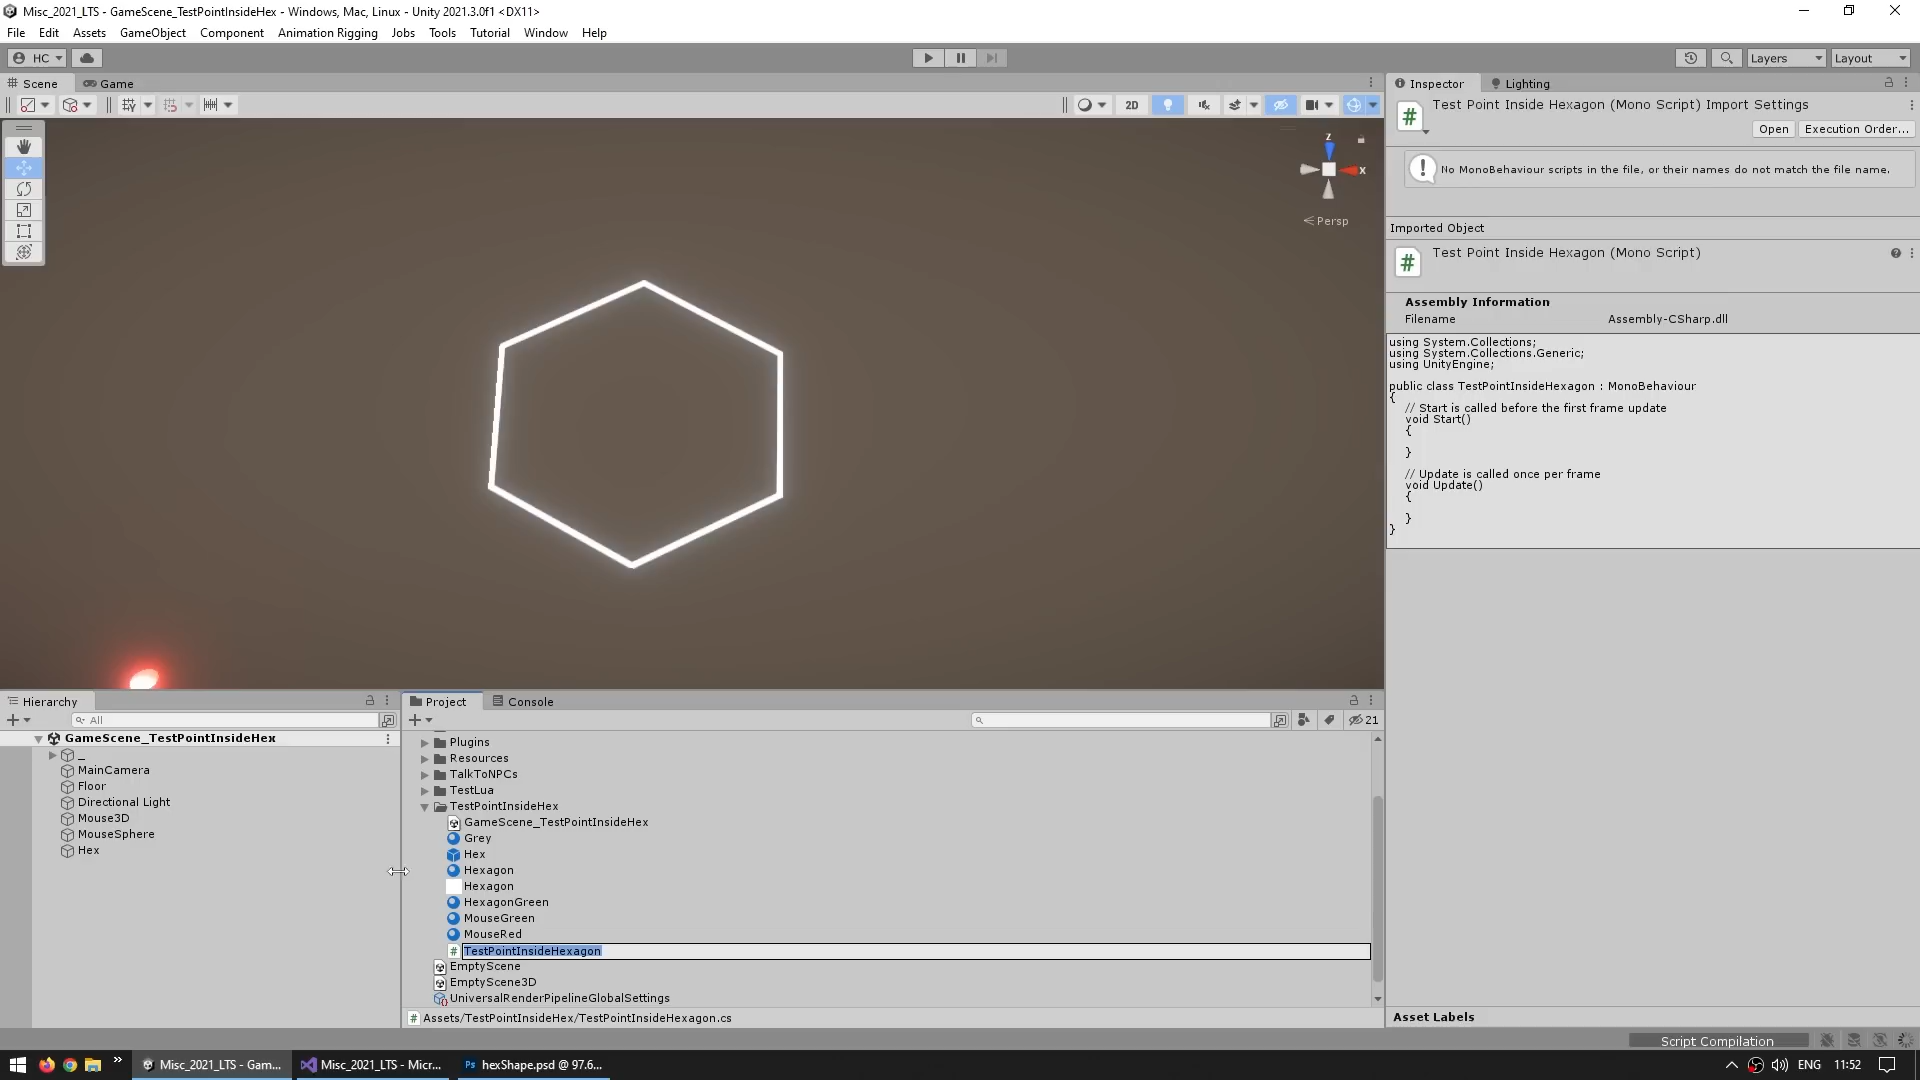 Misc_2021_LTS - GameScene_TestPointInsideHex - Windows, Mac, Linux - Unity 2021.3.0f1 <DX11>
File Edit Assets GameObject Component Animation Rigging Jobs Tools Tutorial Window Help
HC
Layers
Layout
Scene
Game
2D
z
x
Persp
Inspector
Lighting
Test Point Inside Hexagon (Mono Script) Import Settings
Open
Execution Order...
No MonoBehaviour scripts in the file, or their names do not match the file name.
Imported Object
Test Point Inside Hexagon (Mono Script)
Assembly Information
Filename Assembly-CSharp.dll
using System.Collections;
using System.Collections.Generic;
using UnityEngine;
public class TestPointInsideHexagon : MonoBehaviour
{
// Start is called before the first frame update
void Start()
{
}
// Update is called once per frame
void Update()
{
}
}
Asset Labels
Hierarchy
All
GameScene_TestPointInsideHex
_
MainCamera
Floor
Directional Light
Mouse3D
MouseSphere
Hex
Project
Console
21
Plugins
Resources
TalkToNPCs
TestLua
TestPointInsideHex
GameScene_TestPointInsideHex
Grey
Hex
Hexagon
Hexagon
HexagonGreen
MouseGreen
MouseRed
TestPointInsideHexagon
EmptyScene
EmptyScene3D
UniversalRenderPipelineGlobalSettings
Assets/TestPointInsideHex/TestPointInsideHexagon.cs
Script Compilation
Misc_2021_LTS - Gam...
Misc_2021_LTS - Micr...
Ps
hexShape.psd @ 97.6...
ENG
11:52